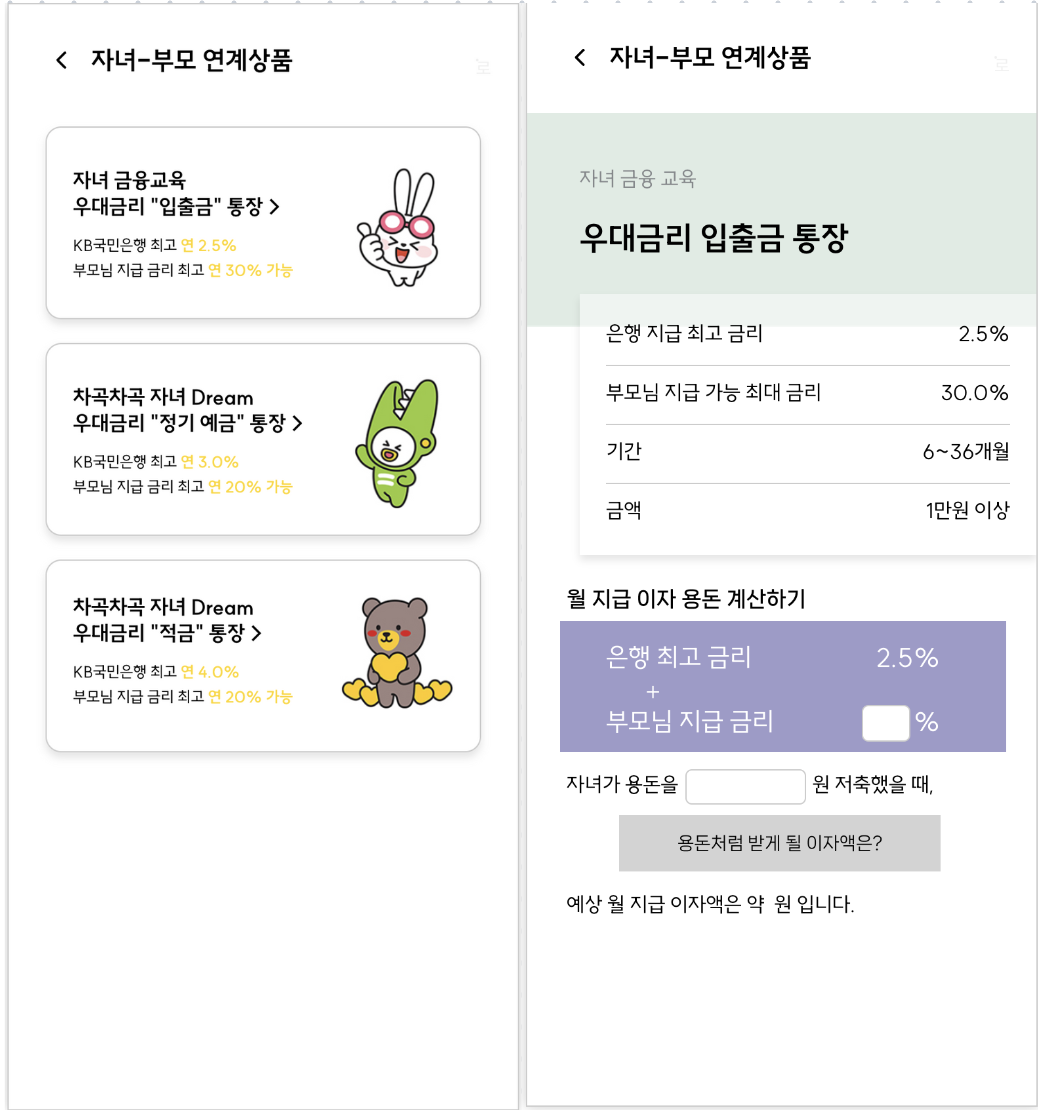 자녀-부모 연계상품
자녀 금융교육
우대금리 "입출금" 통장 >
KB국민은행 최고 연 2.5%
부모님 지급 금리 최고 연 30% 가능
차곡차곡 자녀 Dream
우대금리 "정기 예금" 통장 >
KB국민은행 최고 연 3.0%
부모님 지급 금리 최고 연 20% 가능
차곡차곡 자녀 Dream
우대금리 "적금" 통장 >
KB국민은행 최고 연 4.0%
부모님 지급 금리 최고 연 20% 가능
자녀-부모 연계상품
자녀 금융 교육
우대금리 입출금 통장
은행 지급 최고 금리 2.5%
부모님 지급 가능 최대 금리 30.0%
기간 6~36개월
금액 1만원 이상
월 지급 이자 용돈 계산하기
은행 최고 금리 2.5%
+
부모님 지급 금리 %
자녀가 용돈을 원 저축했을 때,
용돈처럼 받게 될 이자액은?
예상 월 지급 이자액은 약 원 입니다.